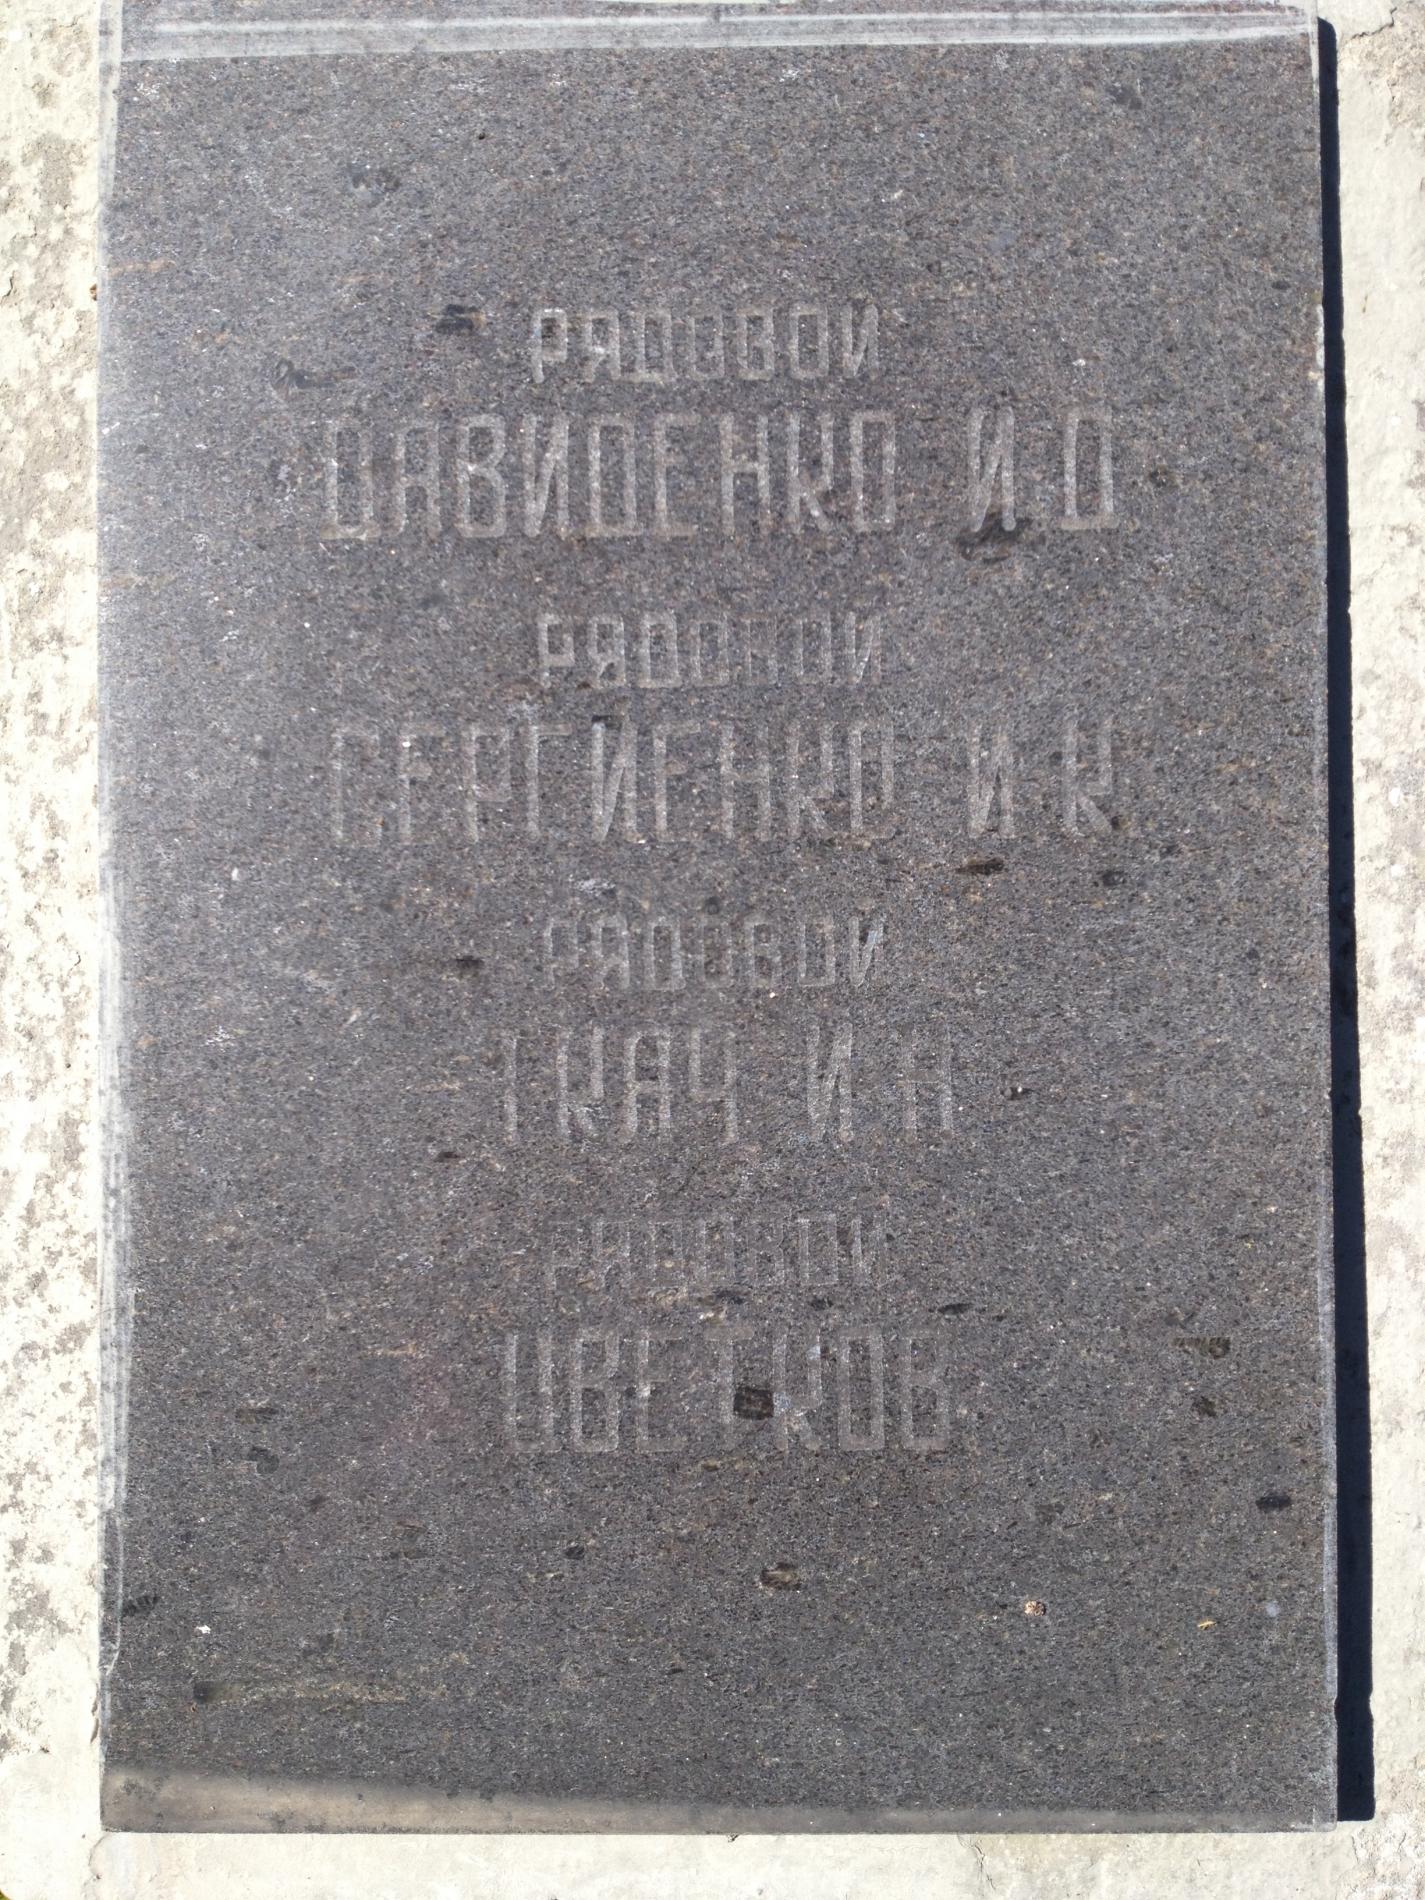 РЯДОВОЙ
ДАВИДЕНКО И.Д
РЯДОВОЙ
СЕРГИЕНКО И К
РЯДОВОЙ
ТКАЧ И Н
РЯДОВОЙ
ЦВЕТКОВ